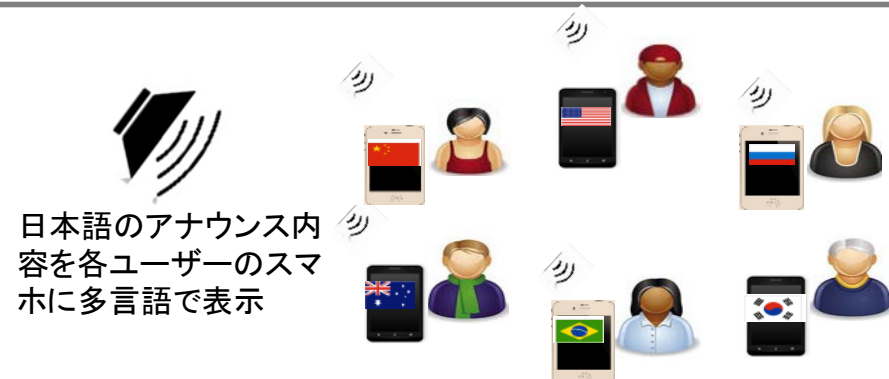 日本語のアナウンス内
容を各ユーザーのスマ
ホに多言語で表示